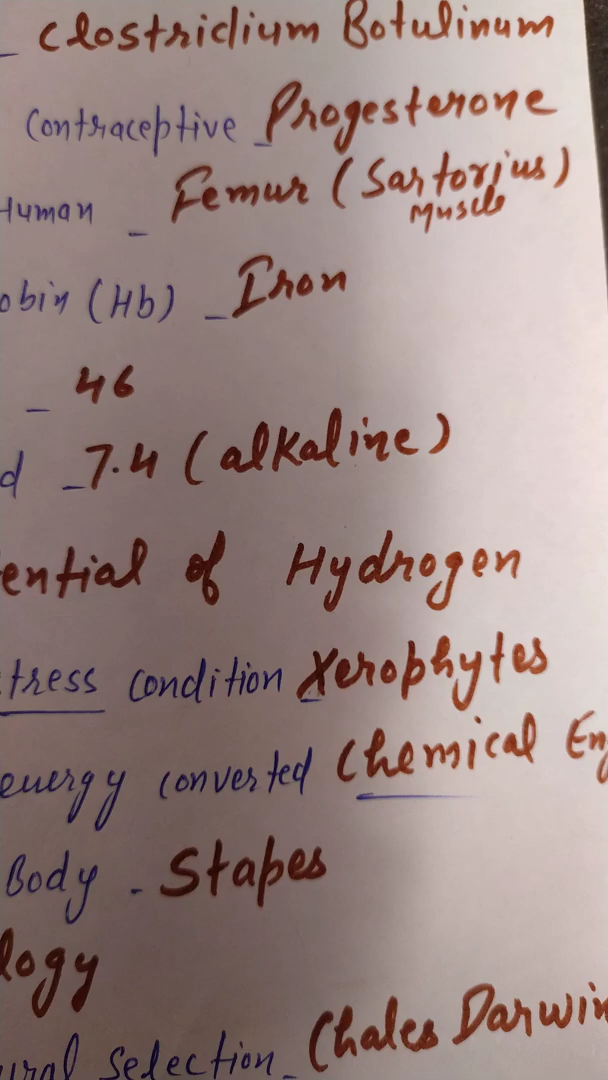 Clostridium Botulinum
Contraceptive - Progesterone
Human - Femur (Sartorius)
Muscle
obin (Hb) - Iron
- 46
d - 7.4 (alkaline)
ential of Hydrogen
tress condition - Xerophytes
energy converted Chemical En
Body - Stapes
logy
ural Selection - Chales Darwin